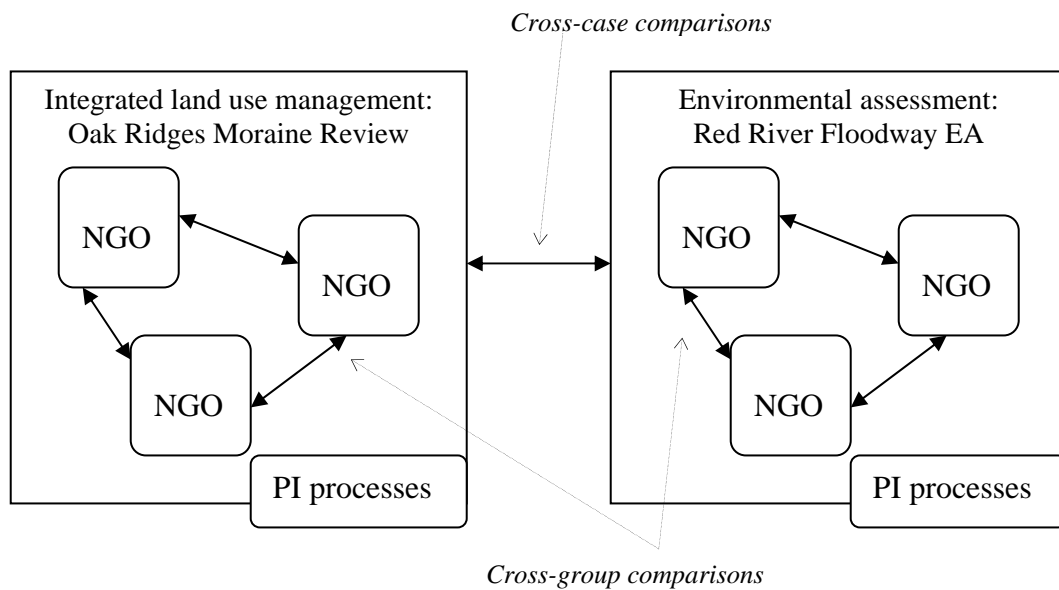 Cross-case comparisons
Integrated land use management:
Oak Ridges Moraine Review
NGO
NGO
NGO
PI processes
Environmental assessment:
Red River Floodway EA
NGO
NGO
NGO
PI processes
Cross-group comparisons